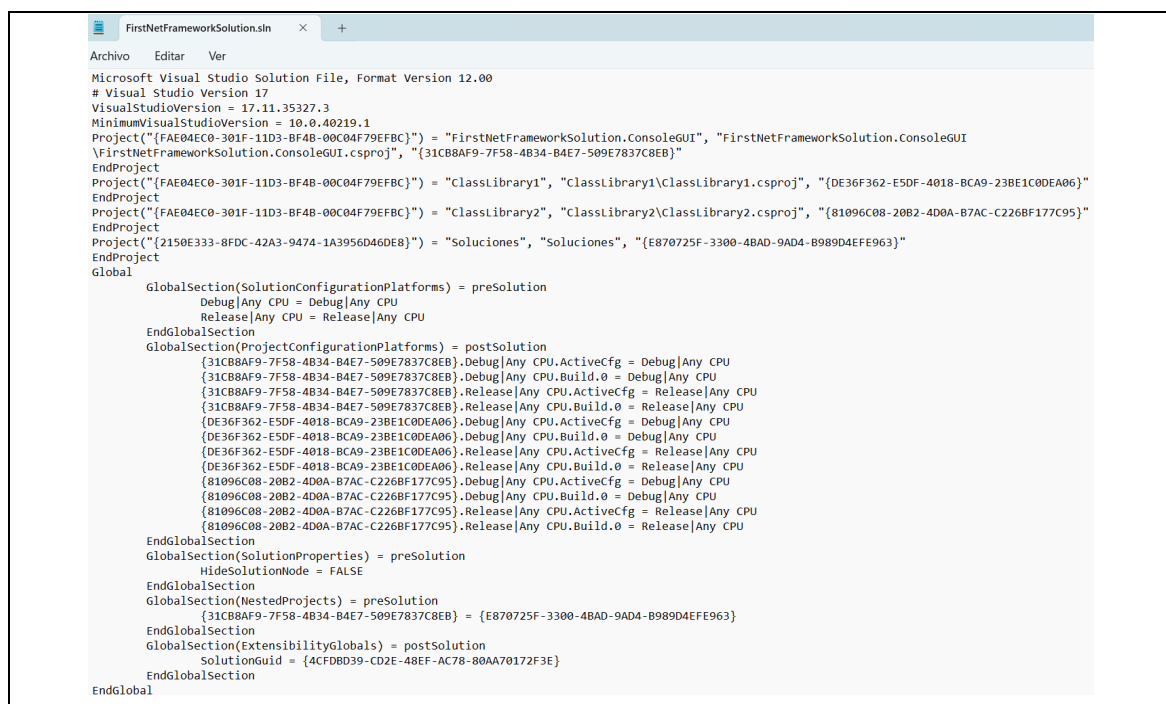 FirstNetFrameworkSolution.sln × +
Archivo Editar Ver
Microsoft Visual Studio Solution File, Format Version 12.00
# Visual Studio Version 17
VisualStudioVersion = 17.11.35327.3
MinimumVisualStudioVersion = 10.0.40219.1
Project("{FAE04EC0-301F-11D3-BF4B-00C04F79EFBC}") = "FirstNetFrameworkSolution.ConsoleGUI", "FirstNetFrameworkSolution.ConsoleGUI
\FirstNetFrameworkSolution.ConsoleGUI.csproj", "{31CB8AF9-7F58-4B34-B4E7-509E7837C8EB}"
EndProject
Project("{FAE04EC0-301F-11D3-BF4B-00C04F79EFBC}") = "ClassLibrary1", "ClassLibrary1\ClassLibrary1.csproj", "{DE36F362-E5DF-4018-BCA9-23BE1C0DEA06}"
EndProject
Project("{FAE04EC0-301F-11D3-BF4B-00C04F79EFBC}") = "ClassLibrary2", "ClassLibrary2\ClassLibrary2.csproj", "{81096C08-20B2-4D0A-B7AC-C226BF177C95}"
EndProject
Project("{2150E333-8FDC-42A3-9474-1A3956D46DE8}") = "Soluciones", "Soluciones", "{E870725F-3300-4BAD-9AD4-B989D4EFE963}"
EndProject
Global
GlobalSection(SolutionConfigurationPlatforms) = preSolution
Debug|Any CPU = Debug|Any CPU
Release|Any CPU = Release|Any CPU
EndGlobalSection
GlobalSection(ProjectConfigurationPlatforms) = postSolution
{31CB8AF9-7F58-4B34-B4E7-509E7837C8EB}.Debug|Any CPU.ActiveCfg = Debug|Any CPU
{31CB8AF9-7F58-4B34-B4E7-509E7837C8EB}.Debug|Any CPU.Build.0 = Debug|Any CPU
{31CB8AF9-7F58-4B34-B4E7-509E7837C8EB}.Release|Any CPU.ActiveCfg = Release|Any CPU
{31CB8AF9-7F58-4B34-B4E7-509E7837C8EB}.Release|Any CPU.Build.0 = Release|Any CPU
{DE36F362-E5DF-4018-BCA9-23BE1C0DEA06}.Debug|Any CPU.ActiveCfg = Debug|Any CPU
{DE36F362-E5DF-4018-BCA9-23BE1C0DEA06}.Debug|Any CPU.Build.0 = Debug|Any CPU
{DE36F362-E5DF-4018-BCA9-23BE1C0DEA06}.Release|Any CPU.ActiveCfg = Release|Any CPU
{DE36F362-E5DF-4018-BCA9-23BE1C0DEA06}.Release|Any CPU.Build.0 = Release|Any CPU
{81096C08-20B2-4D0A-B7AC-C226BF177C95}.Debug|Any CPU.ActiveCfg = Debug|Any CPU
{81096C08-20B2-4D0A-B7AC-C226BF177C95}.Debug|Any CPU.Build.0 = Debug|Any CPU
{81096C08-20B2-4D0A-B7AC-C226BF177C95}.Release|Any CPU.ActiveCfg = Release|Any CPU
{81096C08-20B2-4D0A-B7AC-C226BF177C95}.Release|Any CPU.Build.0 = Release|Any CPU
EndGlobalSection
GlobalSection(SolutionProperties) = preSolution
HideSolutionNode = FALSE
EndGlobalSection
GlobalSection(NestedProjects) = preSolution
{31CB8AF9-7F58-4B34-B4E7-509E7837C8EB} = {E870725F-3300-4BAD-9AD4-B989D4EFE963}
EndGlobalSection
GlobalSection(ExtensibilityGlobals) = postSolution
SolutionGuid = {4CFDBD39-CD2E-48EF-AC78-80AA70172F3E}
EndGlobalSection
EndGlobal